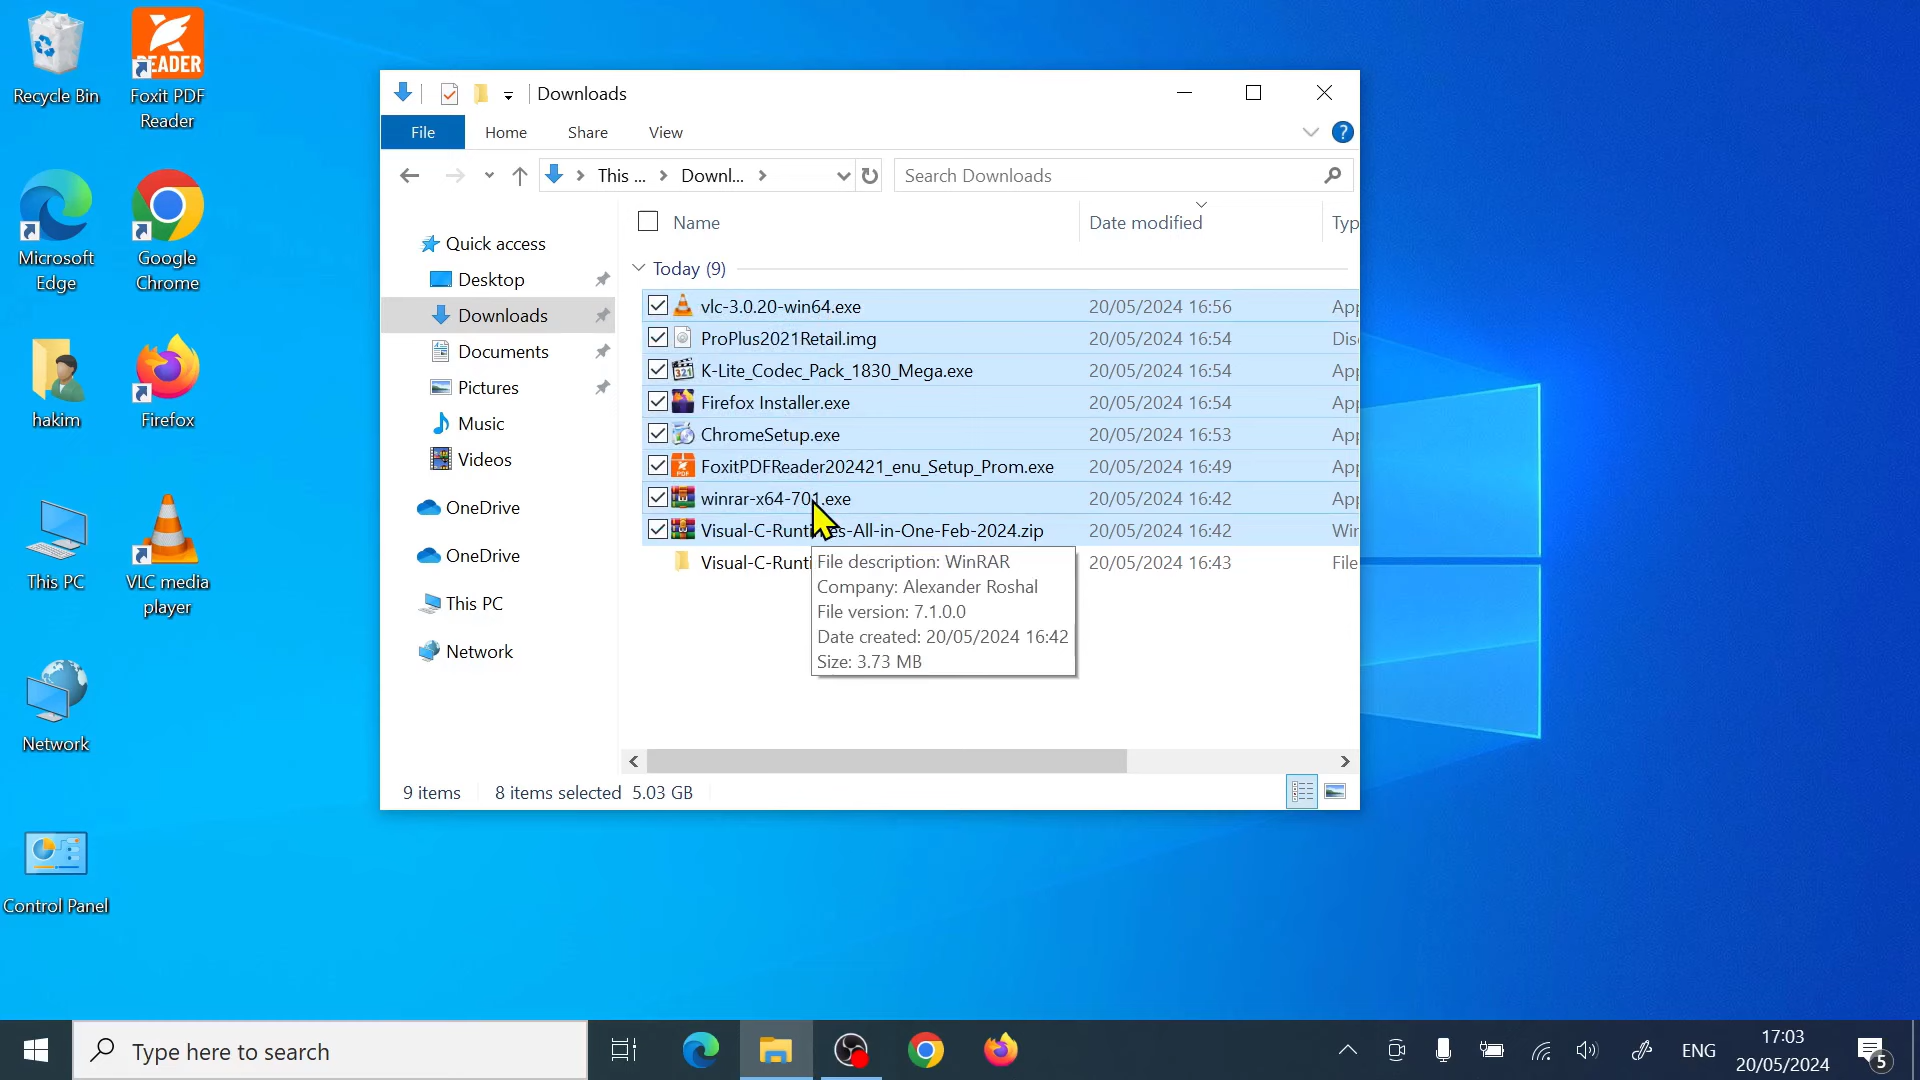 Recycle Bin
Foxit PDF
Reader
READER
Microsoft
Edge
Google
Chrome
hakim
Firefox
This PC
VLC media
player
Network
Control Panel
Downloads
File
Home
Share
View
?
This ...
Downl...
Search Downloads
Quick access
Desktop
Downloads
Documents
Pictures
Music
Videos
OneDrive
OneDrive
This PC
Network
Name
Date modified
Typ
Today (9)
vlc-3.0.20-win64.exe 20/05/2024 16:56 App
ProPlus2021Retail.img 20/05/2024 16:54 Disc
K-Lite_Codec_Pack_1830_Mega.exe 20/05/2024 16:54 App
Firefox Installer.exe 20/05/2024 16:54 App
ChromeSetup.exe 20/05/2024 16:53 App
FoxitPDFReader202421_enu_Setup_Prom.exe 20/05/2024 16:49 App
winrar-x64-701.exe 20/05/2024 16:42 App
Visual-C-Runtimes-All-in-One-Feb-2024.zip 20/05/2024 16:42 Win
Visual-C-Runti 20/05/2024 16:43 File
File description: WinRAR
Company: Alexander Roshal
File version: 7.1.0.0
Date created: 20/05/2024 16:42
Size: 3.73 MB
9 items
8 items selected 5.03 GB
Type here to search
ENG
17:03
20/05/2024
5